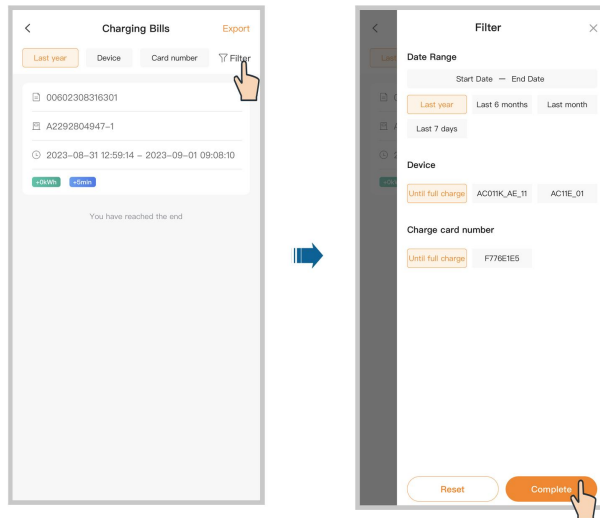 Charging Bills
Export
Last year
Device
Card number
Filter
00602308316301
A2292804947-1
2023-08-31 12:59:14 - 2023-09-01 09:08:10
+0kWh
+5min
You have reached the end
Filter
Date Range
Start Date — End Date
Last year
Last 6 months
Last month
Last 7 days
Device
Until full charge
AC011K_AE_11
AC11E_01
Charge card number
Until full charge
F776E1E5
Reset
Complete